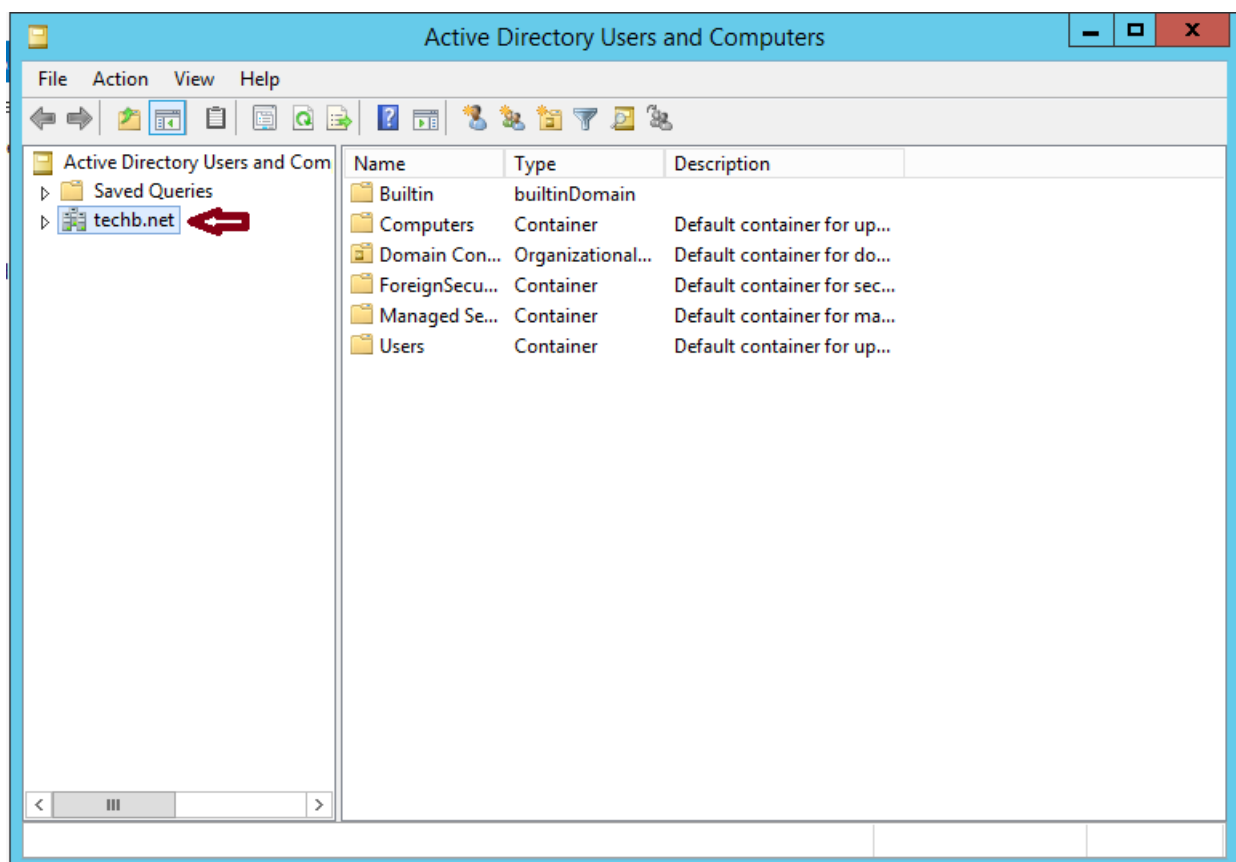 Active Directory Users and Computers
File Action View Help
Active Directory Users and Com
Saved Queries
techb.net
Name Type Description
Builtin builtinDomain
Computers Container Default container for up...
Domain Con... Organizational... Default container for do...
ForeignSecu... Container Default container for sec...
Managed Se... Container Default container for ma...
Users Container Default container for up...